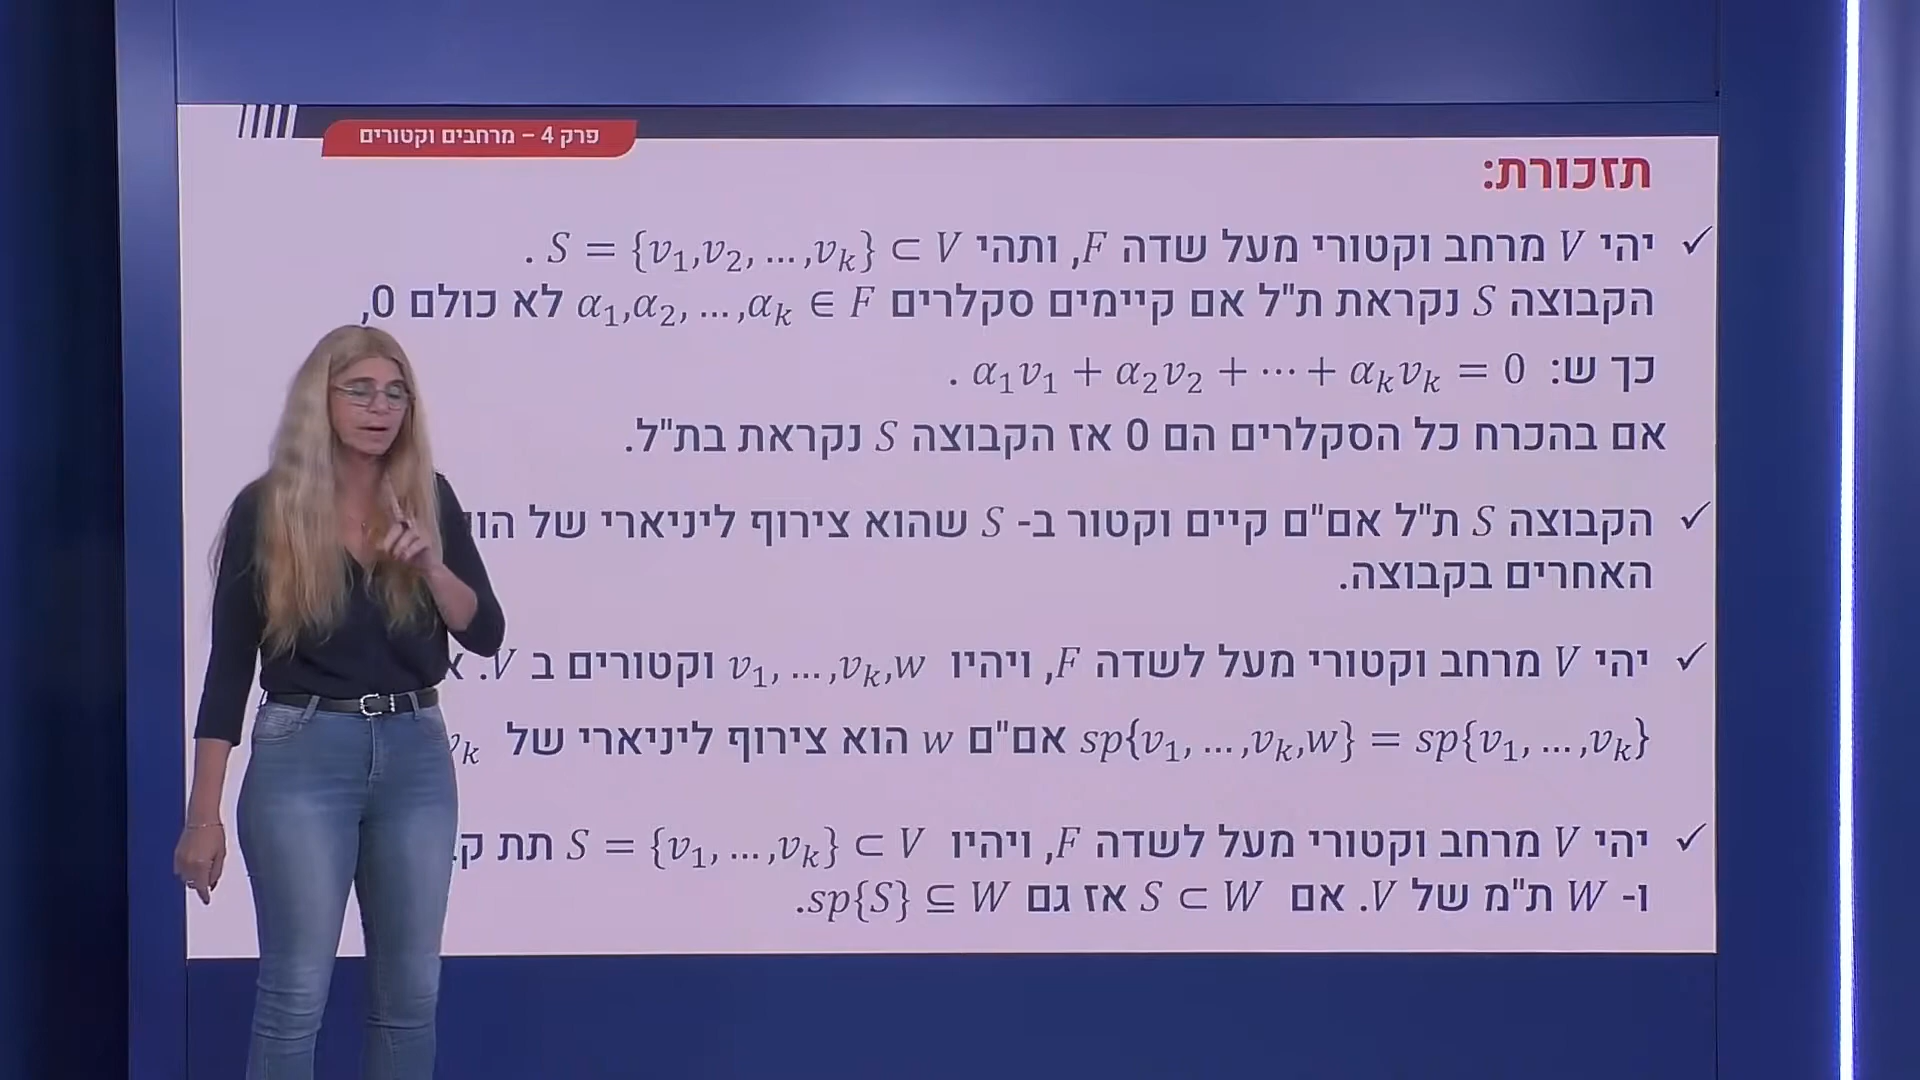 פרק 4 – מרחבים וקטורים
תזכורת:
✓ יהי V מרחב וקטורי מעל שדה F, ותהי S = {v₁,v₂, …,vₖ} ⊂ V .
הקבוצה S נקראת ת"ל אם קיימים סקלרים α₁,α₂, …,αₖ ∈ F לא כולם 0,
כך ש: α₁v₁ + α₂v₂ + ⋯ + αₖvₖ = 0 .
אם בהכרח כל הסקלרים הם 0 אז הקבוצה S נקראת בת"ל.
✓ הקבוצה S ת"ל אם"ם קיים וקטור ב- S שהוא צירוף ליניארי של
האחרים בקבוצה.
✓ יהי V מרחב וקטורי מעל לשדה F, ויהיו v₁, …,vₖ,w וקטורים ב V.
sp{v₁, …,vₖ,w} = sp{v₁, …,vₖ} אם"ם w הוא צירוף ליניארי של vₖ
✓ יהי V מרחב וקטורי מעל לשדה F, ויהיו S = {v₁, …,vₖ} ⊂ V תת
ו- W ת"מ של V. אם S ⊂ W אז גם sp{S} ⊆ W.